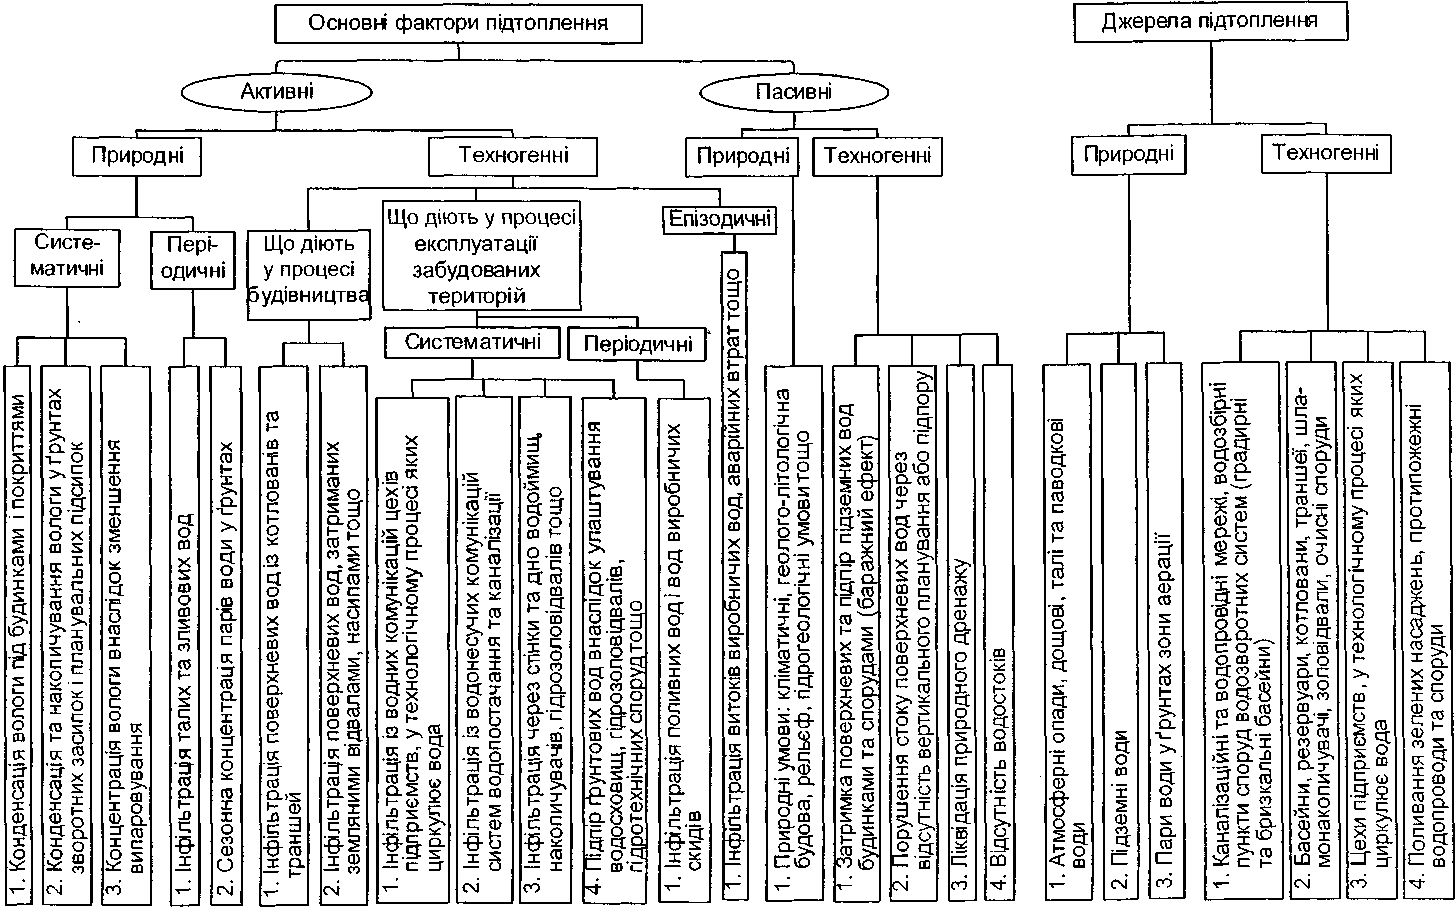 Основні фактори підтоплення
Джерела підтоплення
Активні
Пасивні
Природні
Техногенні
Природні
Техногенні
Природні
Техногенні
Систе-
матичні
Пері-
одичні
Що діють
у процесі
будівництва
Що діють у процесі
експлуатації
забудованих
територій
Епізодичні
Систематичні
Періодичні
1. Конденсація вологи під будинками і покриттями
2. Конденсація та накопичування вологи у ґрунтах
зворотних засипок і планувальних підсипок
3. Концентрація вологи внаслідок зменшення
випаровування
1. Інфільтрація талих та зливових вод
2. Сезонна концентрація парів води у ґрунтах
1. Інфільтрація поверхневих вод із котлованів та
траншей
2. Інфільтрація поверхневих вод, затриманих
земляними відвалами, насипами тощо
1. Інфільтрація із водних комунікацій цехів
підприємств, у технологічному процесі яких
циркулює вода
2. Інфільтрація із водонесучих комунікацій
систем водопостачання та каналізації
3. Інфільтрація через стінки та дно водоймищ,
накопичувачів, гідрозоловідвалів тощо
4. Підпір ґрунтових вод внаслідок улаштування
водосховищ, гідрозоловідвалів,
гідротехнічних споруд тощо
1. Інфільтрація поливних вод і вод виробничих
скидів
1. Інфільтрація витоків виробничих вод, аварійних втрат тощо
1. Природні умови: кліматичні, геолого-літологічна
будова, рельєф, гідрогеологічні умови тощо
1. Затримка поверхневих та підпір підземних вод
будинками та спорудами (баражний ефект)
2. Порушення стоку поверхневих вод через
відсутність вертикального планування або підпору
3. Ліквідація природного дренажу
4. Відсутність водостоків
1. Атмосферні опади, дощові, талі та паводкові
води
2. Підземні води
3. Пари води у ґрунтах зони аерації
1. Каналізаційні та водопровідні мережі, водозбірні
пункти споруд водозворотних систем (градирні
та бризкальні басейни)
2. Басейни, резервуари, котловани, траншеї, шла-
монакопичувачі, золовідвали, очисні споруди
3. Цехи підприємств, у технологічному процесі яких
циркулює вода
4. Поливання зелених насаджень, протипожежні
водопроводи та споруди